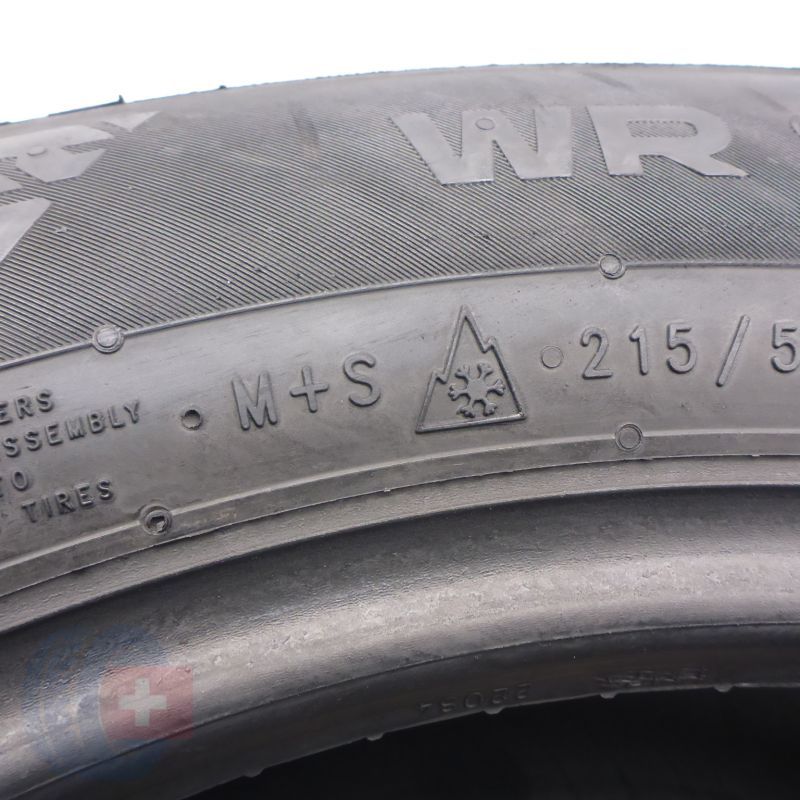 WR
M+S
215/5
ERS
SSEMBLY
TO
TIRES